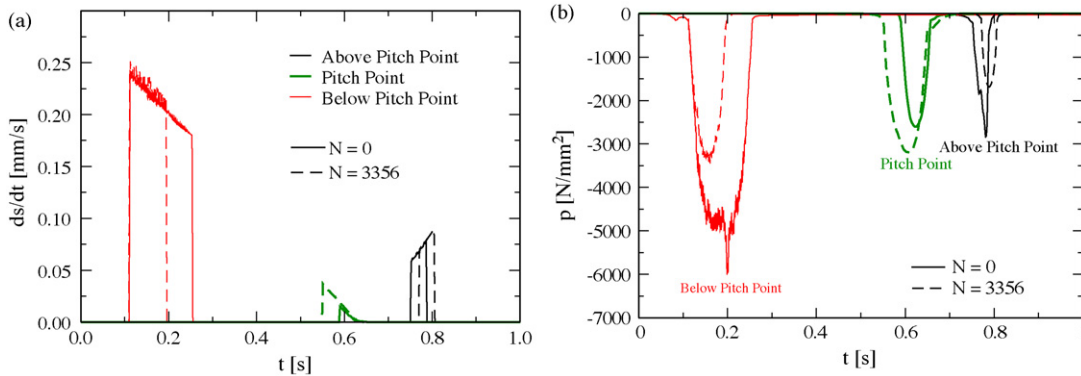 (a)
ds/dt [mm/s]
0.25
0.20
0.15
0.10
0.05
0.00
Above Pitch Point
Pitch Point
Below Pitch Point
N = 0
N = 3356
0.0
0.2
0.4
0.6
0.8
1.0
t [s]
(b)
p [N/mm²]
0
-1000
-2000
-3000
-4000
-5000
-6000
-7000
Above Pitch Point
Pitch Point
Below Pitch Point
N = 0
N = 3356
0
0.2
0.4
0.6
0.8
1
t [s]